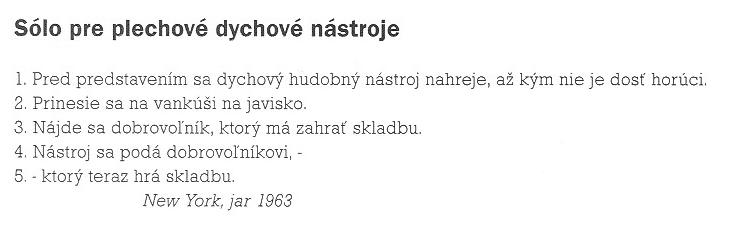 Sólo pre plechové dychové nástroje
1. Pred predstavením sa dychový hudobný nástroj nahreje, až kým nie je dosť horúci.
2. Prinesie sa na vankúši na javisko.
3. Nájde sa dobrovoľník, ktorý má zahrať skladbu.
4. Nástroj sa podá dobrovoľníkovi, -
5. - ktorý teraz hrá skladbu.
New York, jar 1963